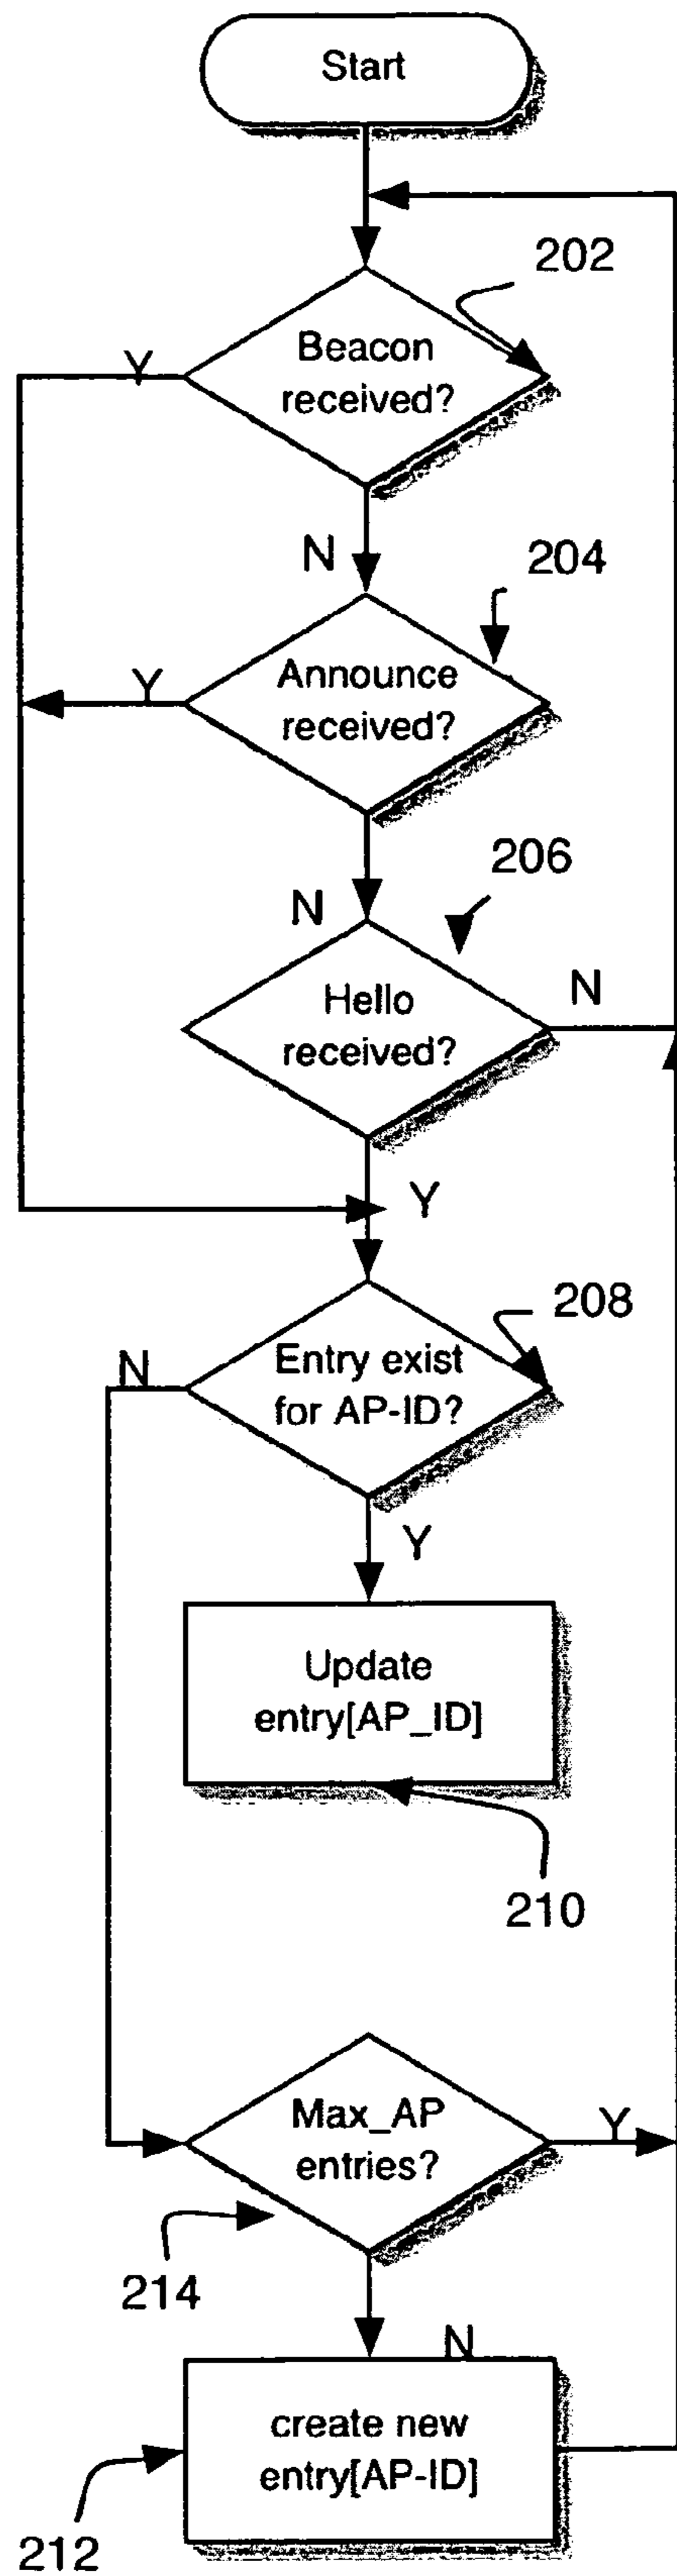 Start
202
Beacon
received?
Y
N
204
Announce
received?
Y
N
206
Hello
received?
N
Y
208
Entry exist
for AP-ID?
N
Y
Update
entry[AP_ID]
210
Max_AP
entries?
Y
214
N
create new
entry[AP-ID]
212